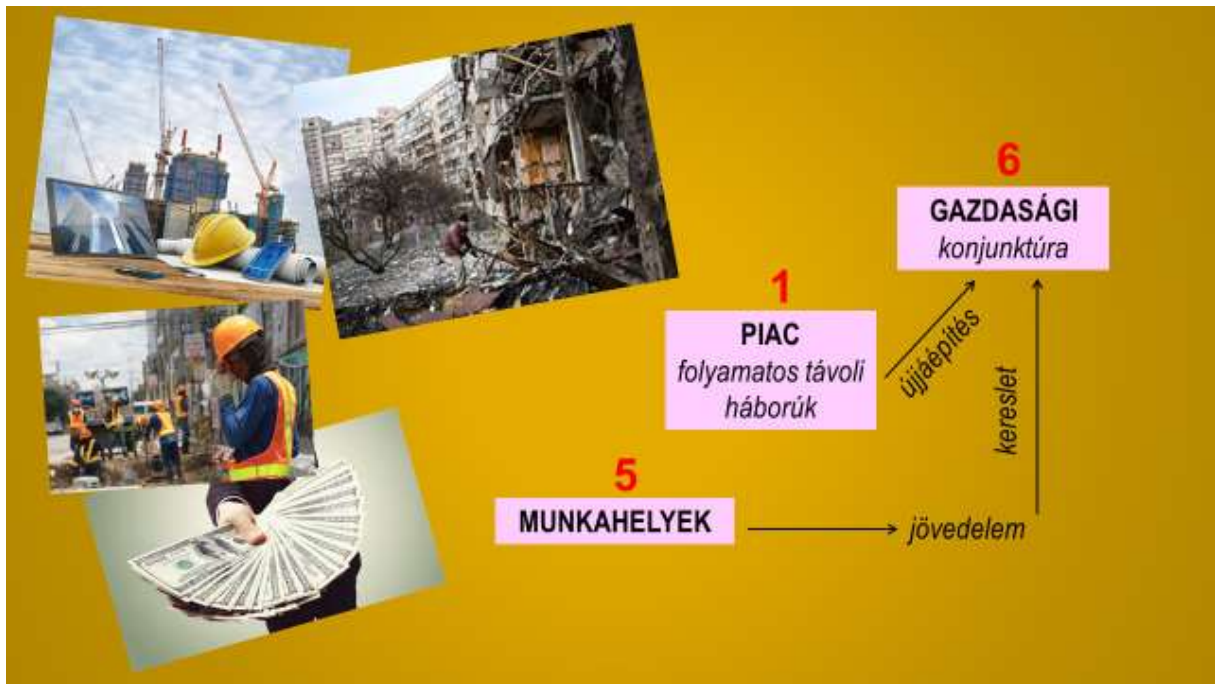 6
GAZDASÁGI
konjunktúra
1
PIAC
folyamatos távoli
háborúk
újjáépítés
kereslet
5
MUNKAHELYEK
jövedelem